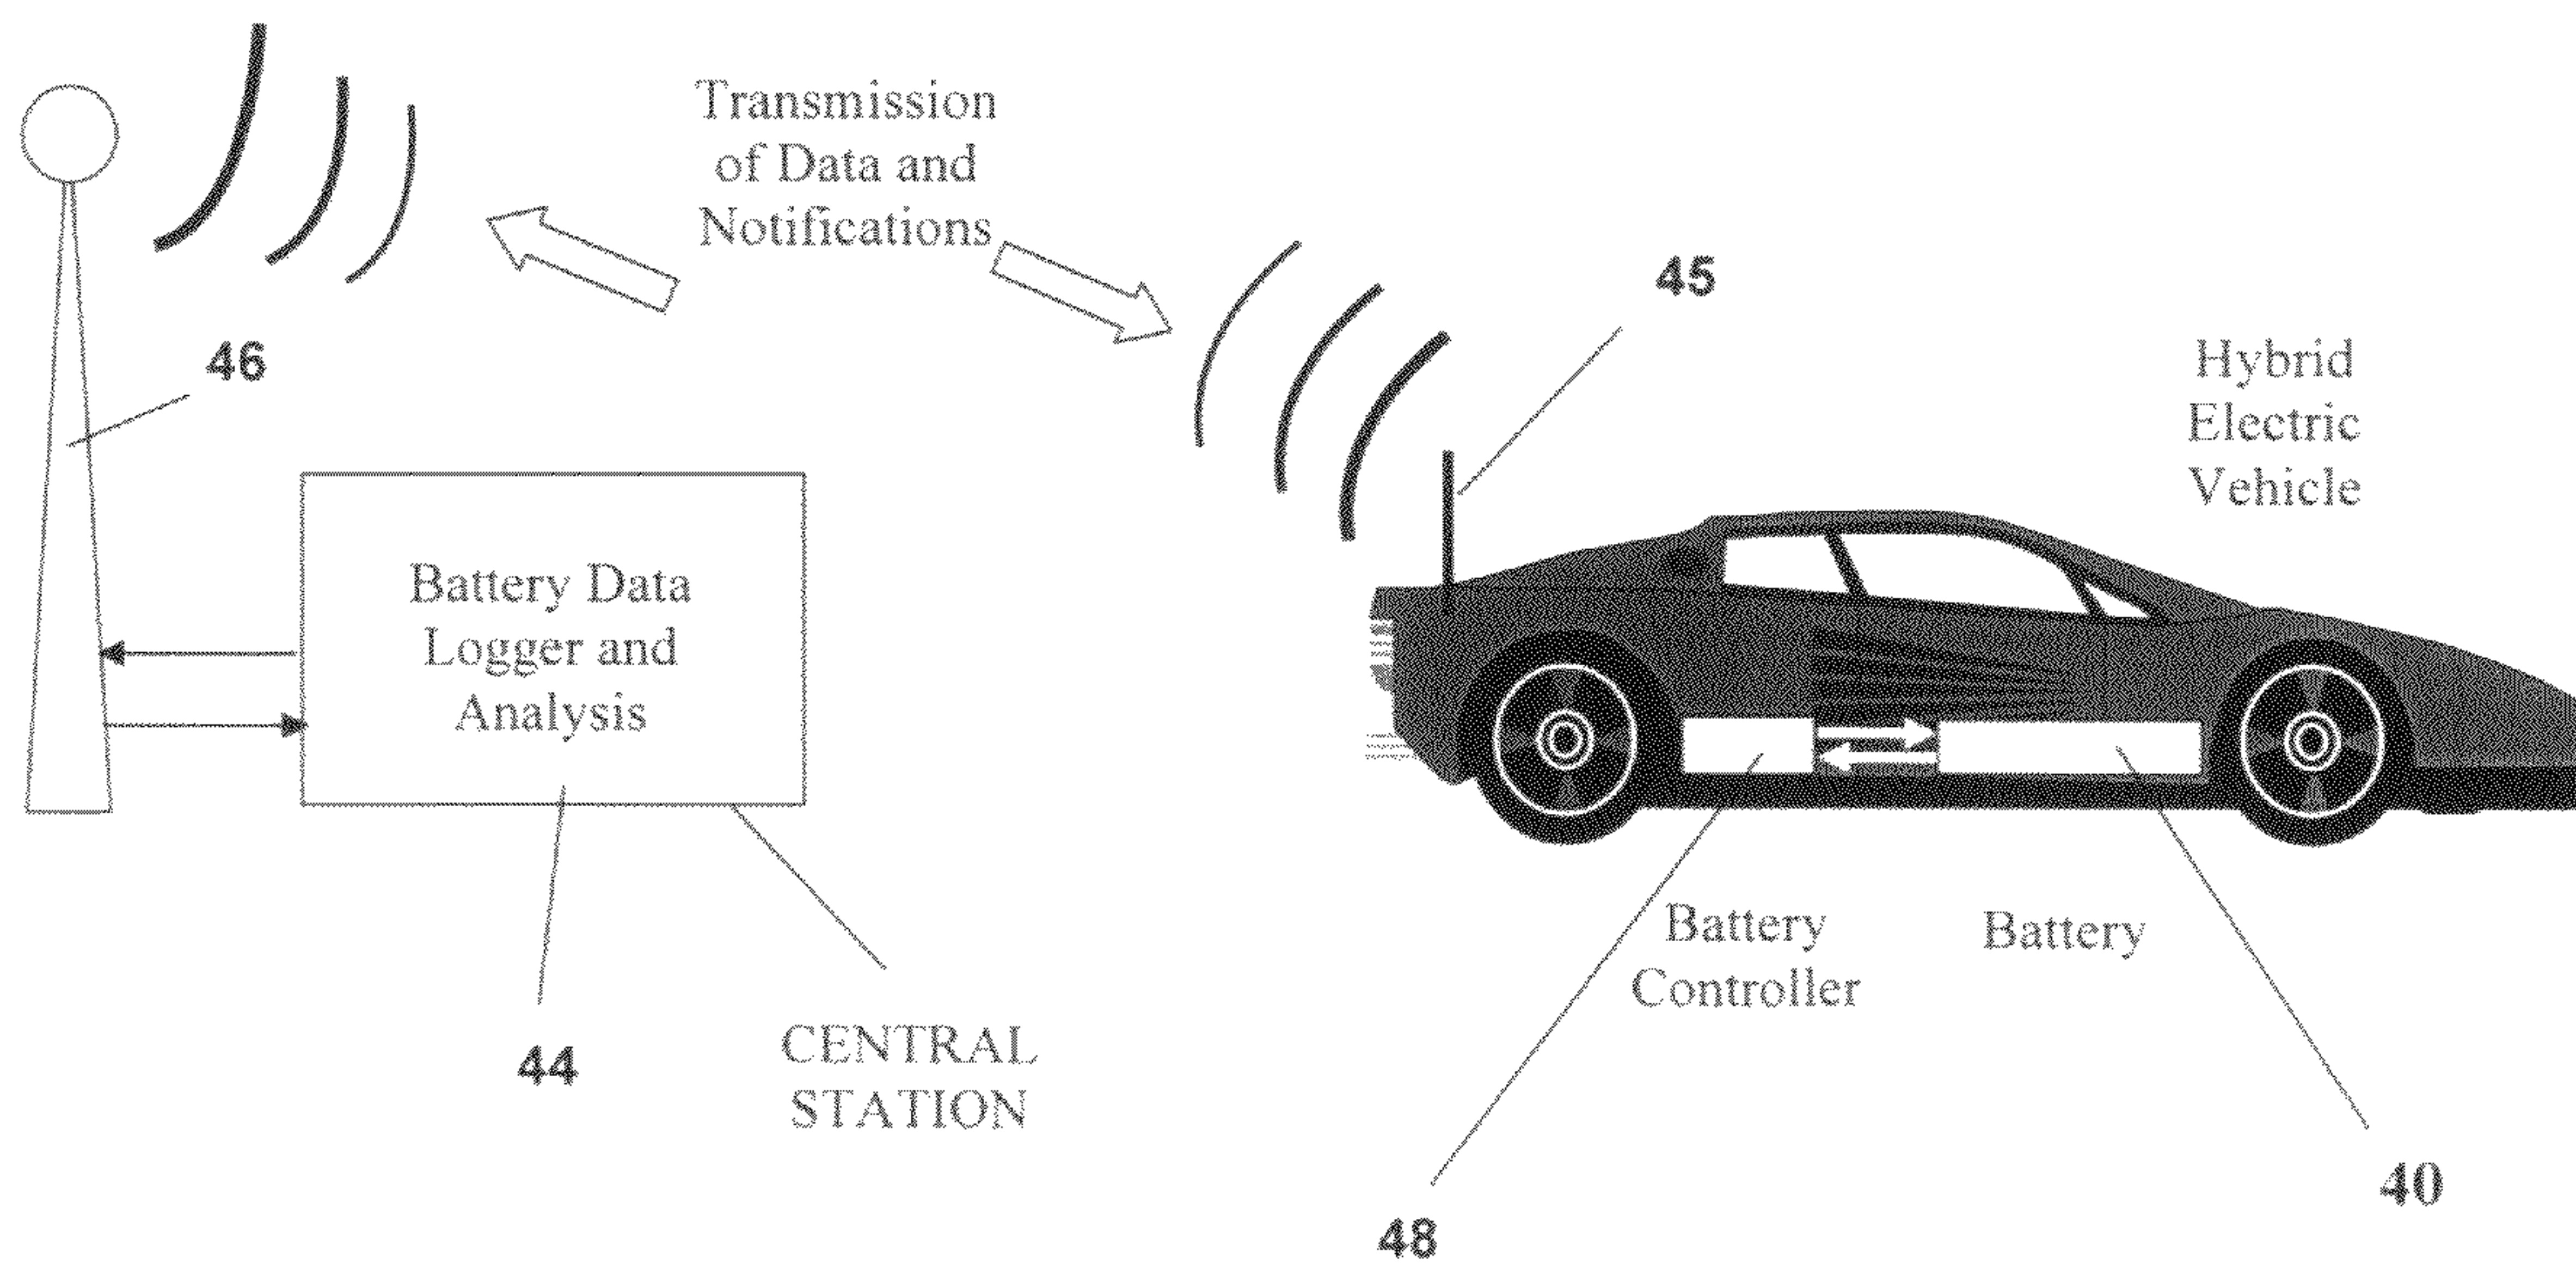 Transmission
of Data and
Notifications
45
46
Hybrid
Electric
Vehicle
Battery Data
Logger and
Analysis
Battery
Controller
Battery
44
CENTRAL
STATION
40
48